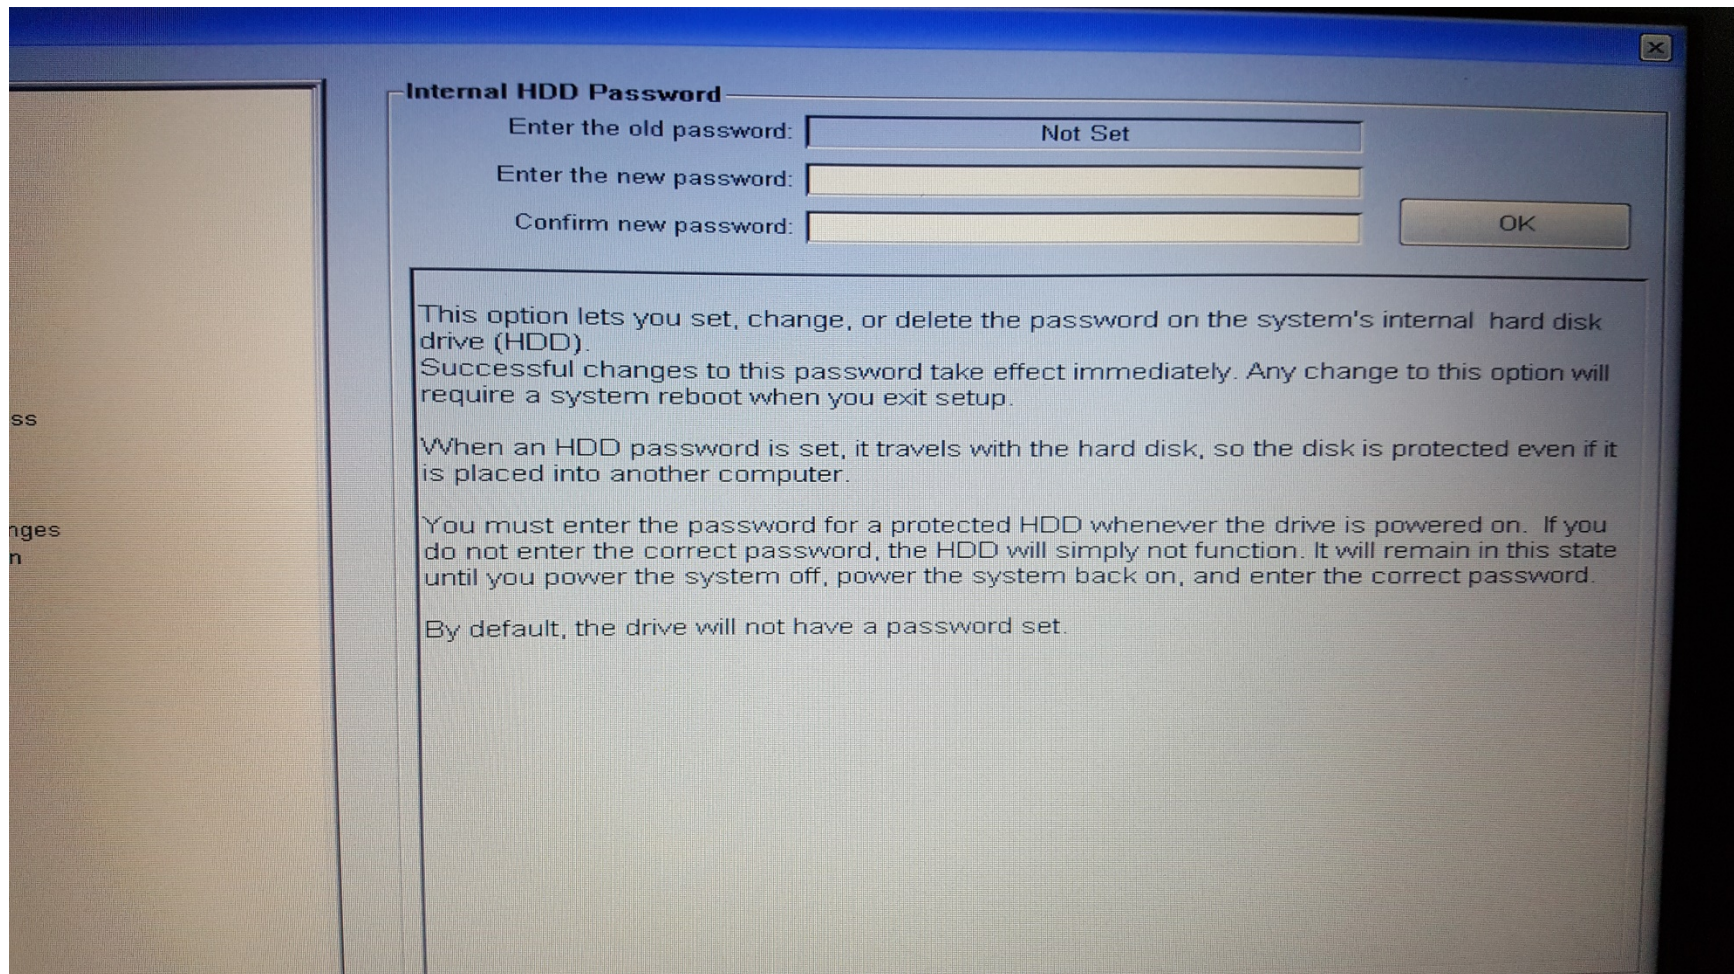 Internal HDD Password
Enter the old password: Not Set
Enter the new password:
Confirm new password:
OK
This option lets you set, change, or delete the password on the system's internal hard disk
drive (HDD).
Successful changes to this password take effect immediately. Any change to this option will
require a system reboot when you exit setup.
When an HDD password is set, it travels with the hard disk, so the disk is protected even if it
is placed into another computer.
You must enter the password for a protected HDD whenever the drive is powered on. If you
do not enter the correct password, the HDD will simply not function. It will remain in this state
until you power the system off, power the system back on, and enter the correct password.
By default, the drive will not have a password set.
ss
nges
n